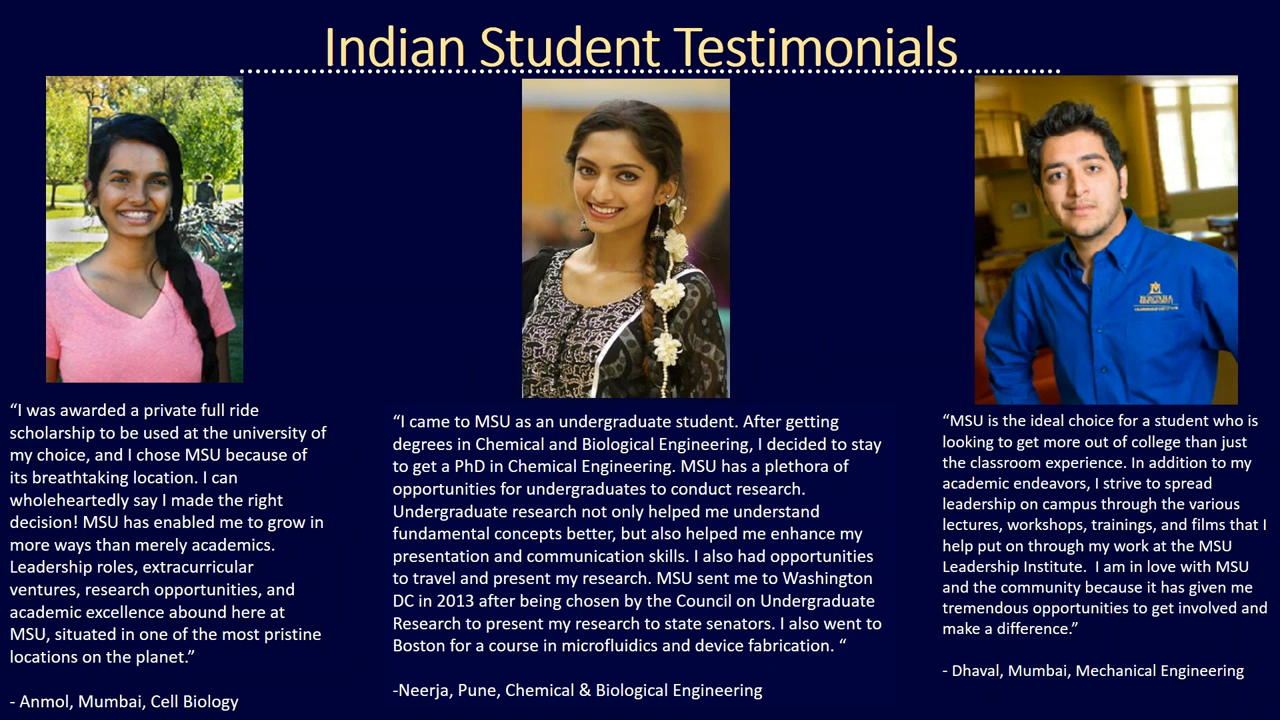 Indian Student Testimonials
“I was awarded a private full ride
scholarship to be used at the university of
my choice, and I chose MSU because of
its breathtaking location. I can
wholeheartedly say I made the right
decision! MSU has enabled me to grow in
more ways than merely academics.
Leadership roles, extracurricular
ventures, research opportunities, and
academic excellence abound here at
MSU, situated in one of the most pristine
locations on the planet.”
- Anmol, Mumbai, Cell Biology
“I came to MSU as an undergraduate student. After getting
degrees in Chemical and Biological Engineering, I decided to stay
to get a PhD in Chemical Engineering. MSU has a plethora of
opportunities for undergraduates to conduct research.
Undergraduate research not only helped me understand
fundamental concepts better, but also helped me enhance my
presentation and communication skills. I also had opportunities
to travel and present my research. MSU sent me to Washington
DC in 2013 after being chosen by the Council on Undergraduate
Research to present my research to state senators. I also went to
Boston for a course in microfluidics and device fabrication. “
-Neerja, Pune, Chemical & Biological Engineering
MONTANA
“MSU is the ideal choice for a student who is
looking to get more out of college than just
the classroom experience. In addition to my
academic endeavors, I strive to spread
leadership on campus through the various
lectures, workshops, trainings, and films that I
help put on through my work at the MSU
Leadership Institute.  I am in love with MSU
and the community because it has given me
tremendous opportunities to get involved and
make a difference.”
- Dhaval, Mumbai, Mechanical Engineering